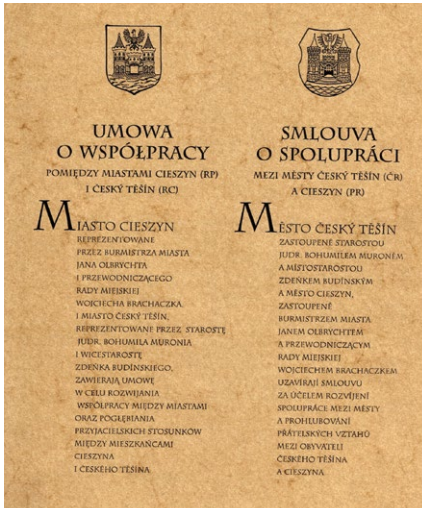 UMOWA
O WSPÓŁPRACY
POMIĘDZY MIASTAMI CIESZYN (RP)
I ČESKÝ TĚŠÍN (RC)
MIASTO CIESZYN
REPREZENTOWANE
PRZEZ BURMISTRZA MIASTA
JANA OLBRYCHTA
I PRZEWODNICZĄCEGO
RADY MIEJSKIEJ
WOJCIECHA BRACHACZKA,
I MIASTO ČESKÝ TĚŠÍN,
REPREZENTOWANE PRZEZ STAROSTĘ
JUDR. BOHUMILA MURONIA
I WICESTAROSTĘ
ZDENKA BUDÍNSKIEGO,
ZAWIERAJĄ UMOWĘ
W CELU ROZWIJANIA
WSPÓŁPRACY MIĘDZY MIASTAMI
ORAZ POGŁĘBIANIA
PRZYJACIELSKICH STOSUNKÓW
MIĘDZY MIESZKAŃCAMI
CIESZYNA
I ČESKÉHO TĚŠÍNA
SMLOUVA
O SPOLUPRÁCI
MEZI MĚSTY ČESKÝ TĚŠÍN (ČR)
A CIESZYN (PR)
MĚSTO ČESKÝ TĚŠÍN
ZASTOUPENÉ STAROSTOU
JUDR. BOHUMILEM MURONĚM
A MÍSTOSTAROSTOU
ZDEŇKEM BUDÍNSKÝM
A MĚSTO CIESZYN,
ZASTOUPENÉ
BURMISTRZEM MIASTA
JANEM OLBRYCHTEM
A PRZEWODNICZĄCYM
RADY MIEJSKIEJ
WOJCIECHEM BRACHACZKEM
UZAVÍRAJÍ SMLOUVU
ZA ÚČELEM ROZVÍJENÍ
SPOLUPRÁCE MEZI MĚSTY
A PROHLUBOVÁNÍ
PŘÁTELSKÝCH VZTAHŮ
MEZI OBYVATELI
ČESKÉHO TĚŠÍNA
A CIESZYNA